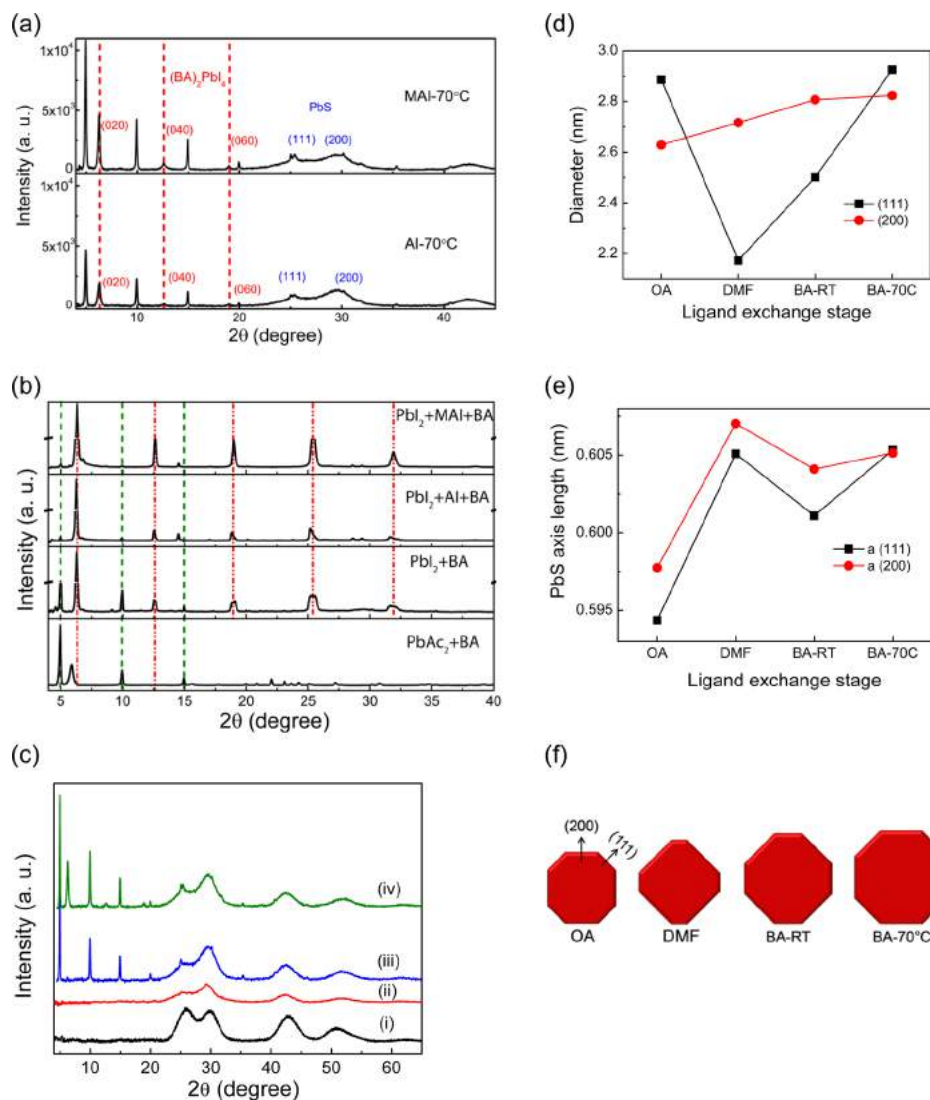 (a)
1x10⁴
5x10³
0
Intensity (a. u.)
(BA)₂PbI₄
MAI-70°C
PbS
(020)
(040)
(060)
(111)
(200)
1x10⁴
5x10³
0
AI-70°C
(020)
(040)
(060)
(111)
(200)
10
20
30
40
2θ (degree)
(b)
Intensity (a. u.)
PbI₂+MAI+BA
PbI₂+AI+BA
PbI₂+BA
PbAc₂+BA
5
10
15
20
25
30
35
40
2θ (degree)
(c)
Intensity (a. u.)
(iv)
(iii)
(ii)
(i)
10
20
30
40
50
60
2θ (degree)
(d)
Diameter (nm)
3.0
2.8
2.6
2.4
2.2
(111)
(200)
OA
DMF
BA-RT
BA-70C
Ligand exchange stage
(e)
PbS axis length (nm)
0.605
0.600
0.595
a (111)
a (200)
OA
DMF
BA-RT
BA-70C
Ligand exchange stage
(f)
(200)
(111)
OA
DMF
BA-RT
BA-70°C